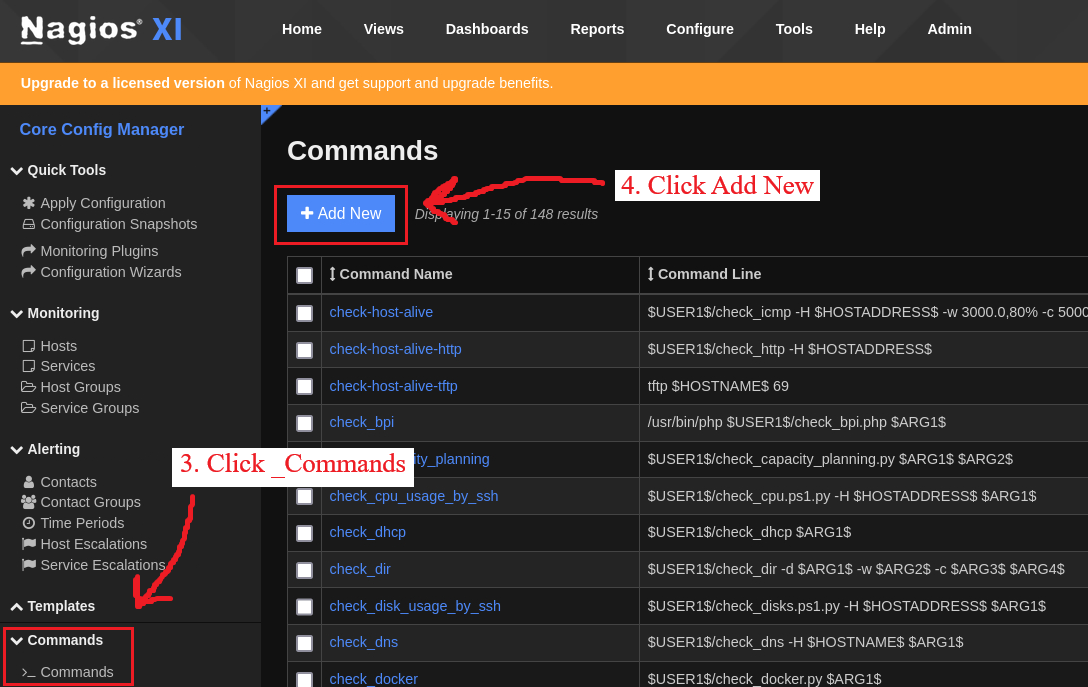 Nagios® XI
Home Views Dashboards Reports Configure Tools Help Admin
Upgrade to a licensed version of Nagios XI and get support and upgrade benefits.
Core Config Manager
Quick Tools
Apply Configuration
Configuration Snapshots
Monitoring Plugins
Configuration Wizards
Monitoring
Hosts
Services
Host Groups
Service Groups
Alerting
Contacts
Contact Groups
Time Periods
Host Escalations
Service Escalations
Templates
Commands
>_ Commands
3. Click _Commands
Commands
+ Add New
Displaying 1-15 of 148 results
4. Click Add New
Command Name Command Line
check-host-alive $USER1$/check_icmp -H $HOSTADDRESS$ -w 3000.0,80% -c 5000
check-host-alive-http $USER1$/check_http -H $HOSTADDRESS$
check-host-alive-tftp tftp $HOSTNAME$ 69
check_bpi /usr/bin/php $USER1$/check_bpi.php $ARG1$
ity_planning $USER1$/check_capacity_planning.py $ARG1$ $ARG2$
check_cpu_usage_by_ssh $USER1$/check_cpu.ps1.py -H $HOSTADDRESS$ $ARG1$
check_dhcp $USER1$/check_dhcp $ARG1$
check_dir $USER1$/check_dir -d $ARG1$ -w $ARG2$ -c $ARG3$ $ARG4$
check_disk_usage_by_ssh $USER1$/check_disks.ps1.py -H $HOSTADDRESS$ $ARG1$
check_dns $USER1$/check_dns -H $HOSTNAME$ $ARG1$
check_docker $USER1$/check_docker.py $ARG1$